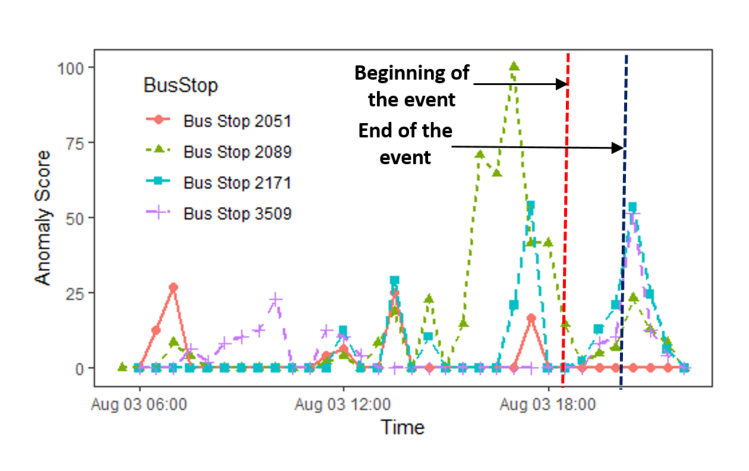 100
75
50
25
0
Anomaly Score
BusStop
Bus Stop 2051
Bus Stop 2089
Bus Stop 2171
Bus Stop 3509
Beginning of
the event
End of the
event
Aug 03 06:00
Aug 03 12:00
Aug 03 18:00
Time